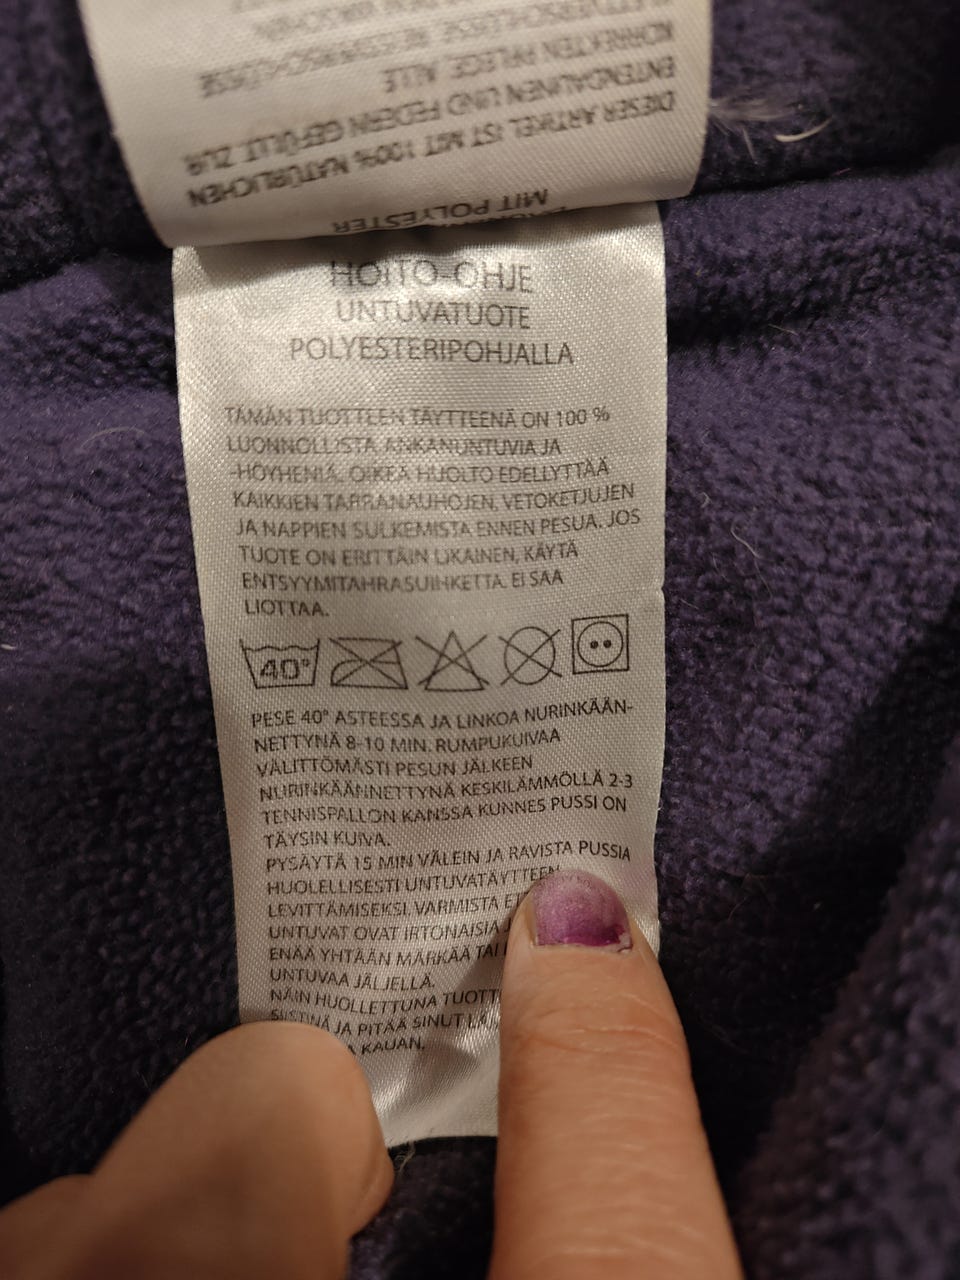 KORREKTEN PFLEGE, ALLE
ENTENDAUNEN UND FEDERN GEFÜLLT. ZUR
DIESER ARTIKEL IST MIT 100% NATÜRLICHEN
MIT POLYESTER
HOITO-OHJE
UNTUVATUOTE
POLYESTERIPOHJALLA
TÄMÄN TUOTTEEN TÄYTTEENÄ ON 100 %
LUONNOLLISTA ANKANUNTUVIA JA
-HÖYHENIÄ. OIKEA HUOLTO EDELLYTTÄÄ
KAIKKIEN TARRANAUHOJEN, VETOKETJUJEN
JA NAPPIEN SULKEMISTA ENNEN PESUA. JOS
TUOTE ON ERITTÄIN LIKAINEN, KÄYTÄ
ENTSYYMITAHRASUIHKETTA. EI SAA
LIOTTAA.
40°
PESE 40° ASTEESSA JA LINKOA NURINKÄÄN-
NETTYNÄ 8-10 MIN. RUMPUKUIVAA
VÄLITTÖMÄSTI PESUN JÄLKEEN
NURINKÄÄNNETTYNÄ KESKILÄMMÖLLÄ 2-3
TENNISPALLON KANSSA KUNNES PUSSI ON
TÄYSIN KUIVA.
PYSÄYTÄ 15 MIN VÄLEIN JA RAVISTA PUSSIA
HUOLELLISESTI UNTUVATÄYTTEEN
LEVITTÄMISEKSI. VARMISTA
UNTUVAT OVAT IRTONAISIA
ENÄÄ YHTÄÄN MÄRKÄÄ TAI
UNTUVAA JÄLJELLÄ.
NÄIN HUOLLETTUNA
JA PITÄÄ SINUT
KAUAN.